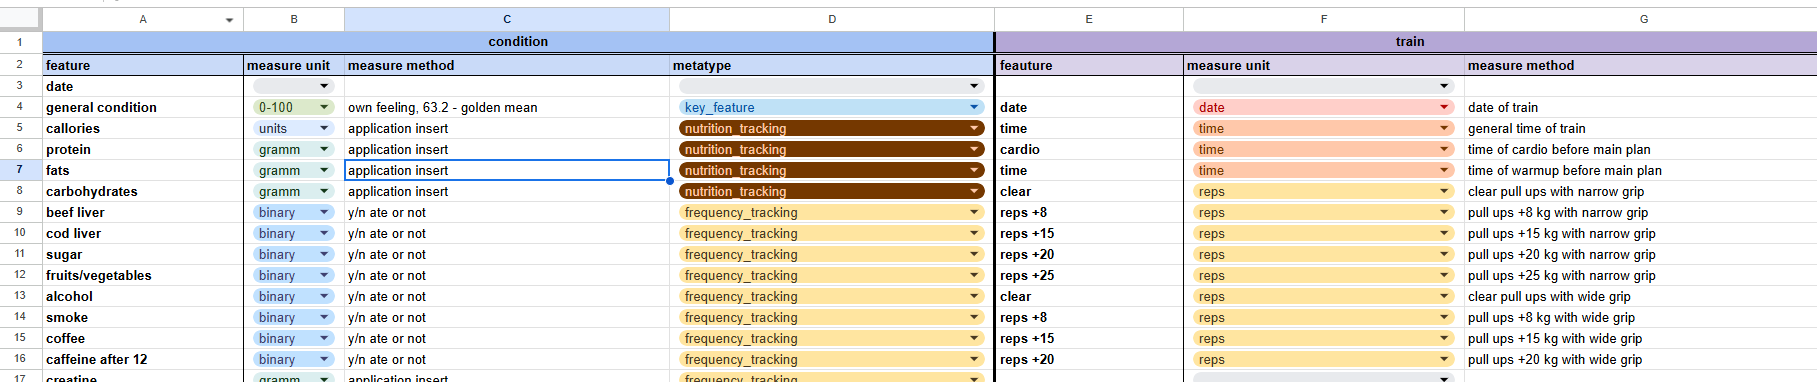 A B C D E F G
1 condition train
2 feature measure unit measure method metatype feauture measure unit measure method
3 date
4 general condition 0-100 own feeling, 63.2 - golden mean key_feature date date date of train
5 callories units application insert nutrition_tracking time time general time of train
6 protein gramm application insert nutrition_tracking cardio time time of cardio before main plan
7 fats gramm application insert nutrition_tracking time time time of warmup before main plan
8 carbohydrates gramm application insert nutrition_tracking clear reps clear pull ups with narrow grip
9 beef liver binary y/n ate or not frequency_tracking reps +8 reps pull ups +8 kg with narrow grip
10 cod liver binary y/n ate or not frequency_tracking reps +15 reps pull ups +15 kg with narrow grip
11 sugar binary y/n ate or not frequency_tracking reps +20 reps pull ups +20 kg with narrow grip
12 fruits/vegetables binary y/n ate or not frequency_tracking reps +25 reps pull ups +25 kg with narrow grip
13 alcohol binary y/n ate or not frequency_tracking clear reps clear pull ups with wide grip
14 smoke binary y/n ate or not frequency_tracking reps +8 reps pull ups +8 kg with wide grip
15 coffee binary y/n ate or not frequency_tracking reps +15 reps pull ups +15 kg with wide grip
16 caffeine after 12 binary y/n ate or not frequency_tracking reps +20 reps pull ups +20 kg with wide grip
17 creatine gramm application insert frequency_tracking